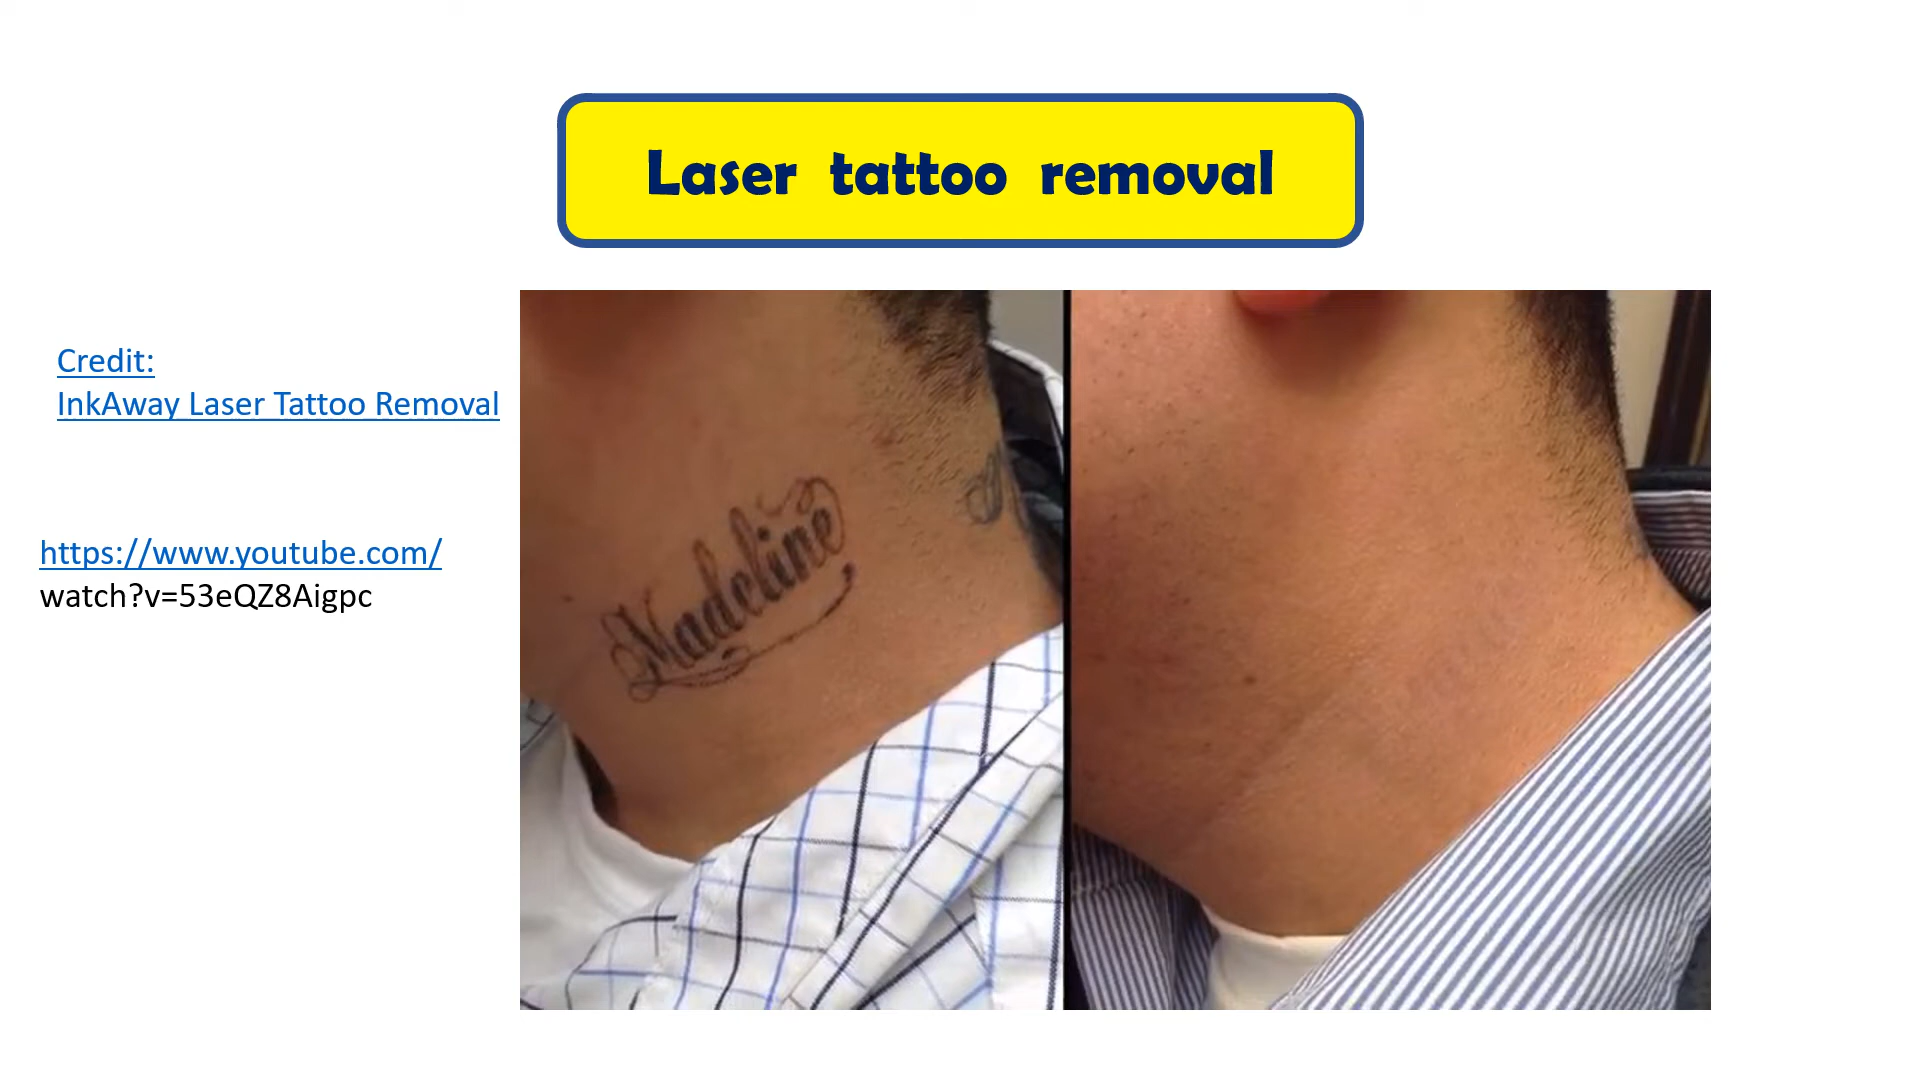 Laser tattoo removal
Credit:
InkAway Laser Tattoo Removal
https://www.youtube.com/
watch?v=53eQZ8Aigpc
Madeline